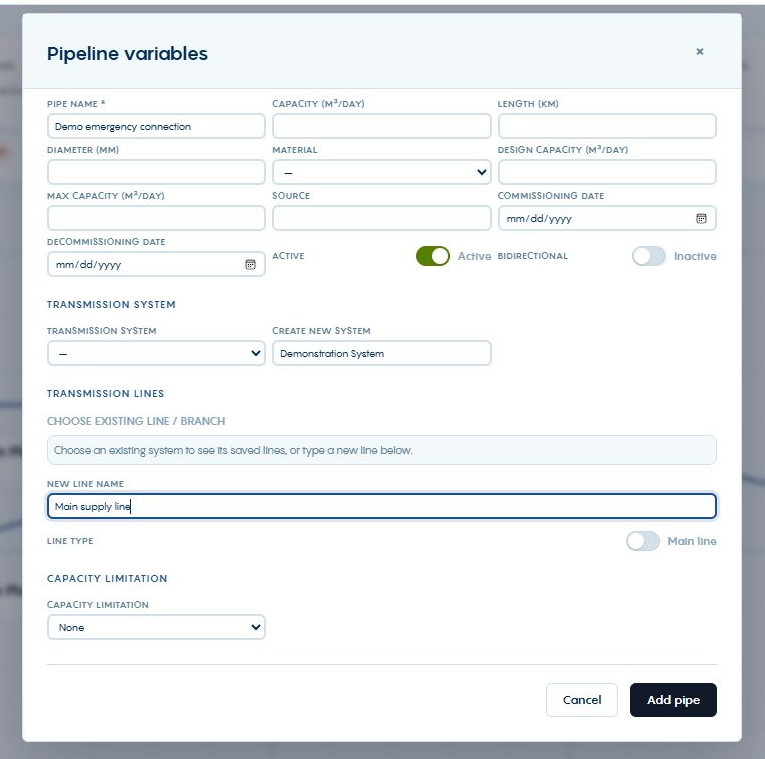 Pipeline variables
×
PIPE NAME * CAPACITY (M³/DAY) LENGTH (KM)
Demo emergency connection
DIAMETER (MM) MATERIAL DESIGN CAPACITY (M³/DAY)
—
MAX CAPACITY (M³/DAY) SOURCE COMMISSIONING DATE
mm/dd/yyyy
DECOMMISSIONING DATE
mm/dd/yyyy ACTIVE Active BIDIRECTIONAL Inactive
TRANSMISSION SYSTEM
TRANSMISSION SYSTEM CREATE NEW SYSTEM
— Demonstration System
TRANSMISSION LINES
CHOOSE EXISTING LINE / BRANCH
Choose an existing system to see its saved lines, or type a new line below.
NEW LINE NAME
Main supply line
LINE TYPE Main line
CAPACITY LIMITATION
CAPACITY LIMITATION
None
Cancel Add pipe